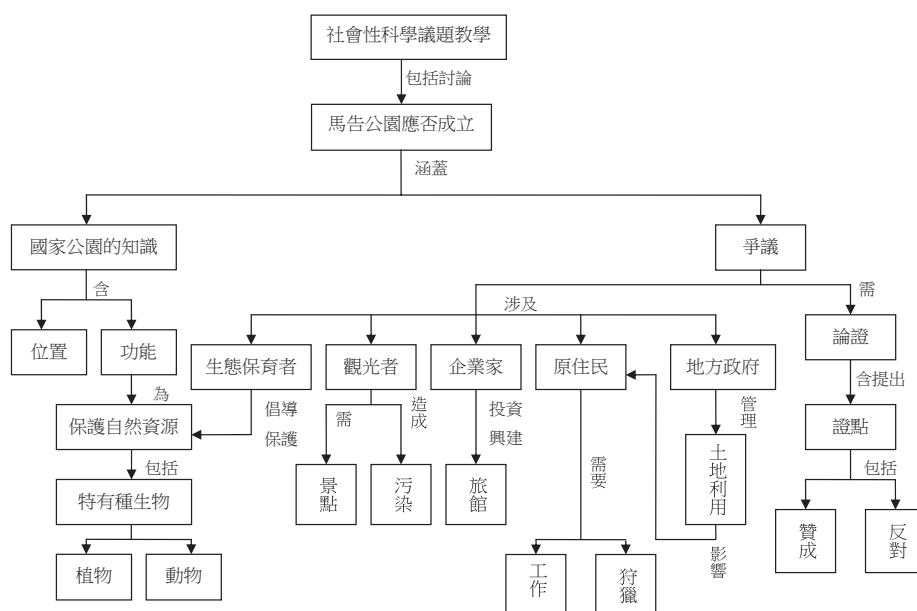 社會性科學議題教學
包括討論
馬告公園應否成立
涵蓋
國家公園的知識
爭議
含
需
涉及
位置
功能
生態保育者
觀光者
企業家
原住民
地方政府
論證
為
倡導
保護
需
造成
投資
興建
管理
含提出
保護自然資源
證點
包括
需要
土地利用
包括
景點
污染
旅館
特有種生物
贊成
反對
影響
植物
動物
工作
狩獵